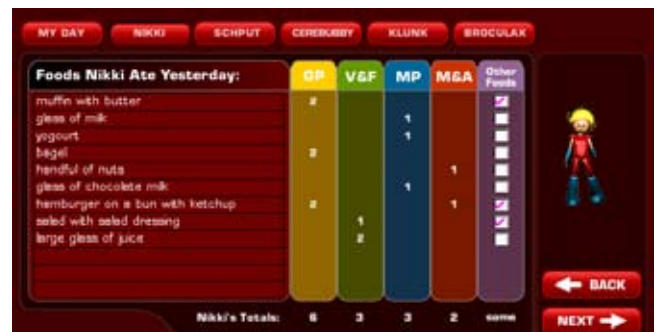 MY DAY NIKKI SCHPUT CEREBUBBY KLUNK BROCULAX
Foods Nikki Ate Yesterday: GP V&F MP M&A Other Foods
muffin with butter 2
glass of milk 1
yogourt 1
bagel 2
handful of nuts 1
glass of chocolate milk 1
hamburger on a bun with ketchup 2 1
salad with salad dressing 1
large glass of juice 2
BACK
Nikki's Totals: 6 3 3 2 some
NEXT